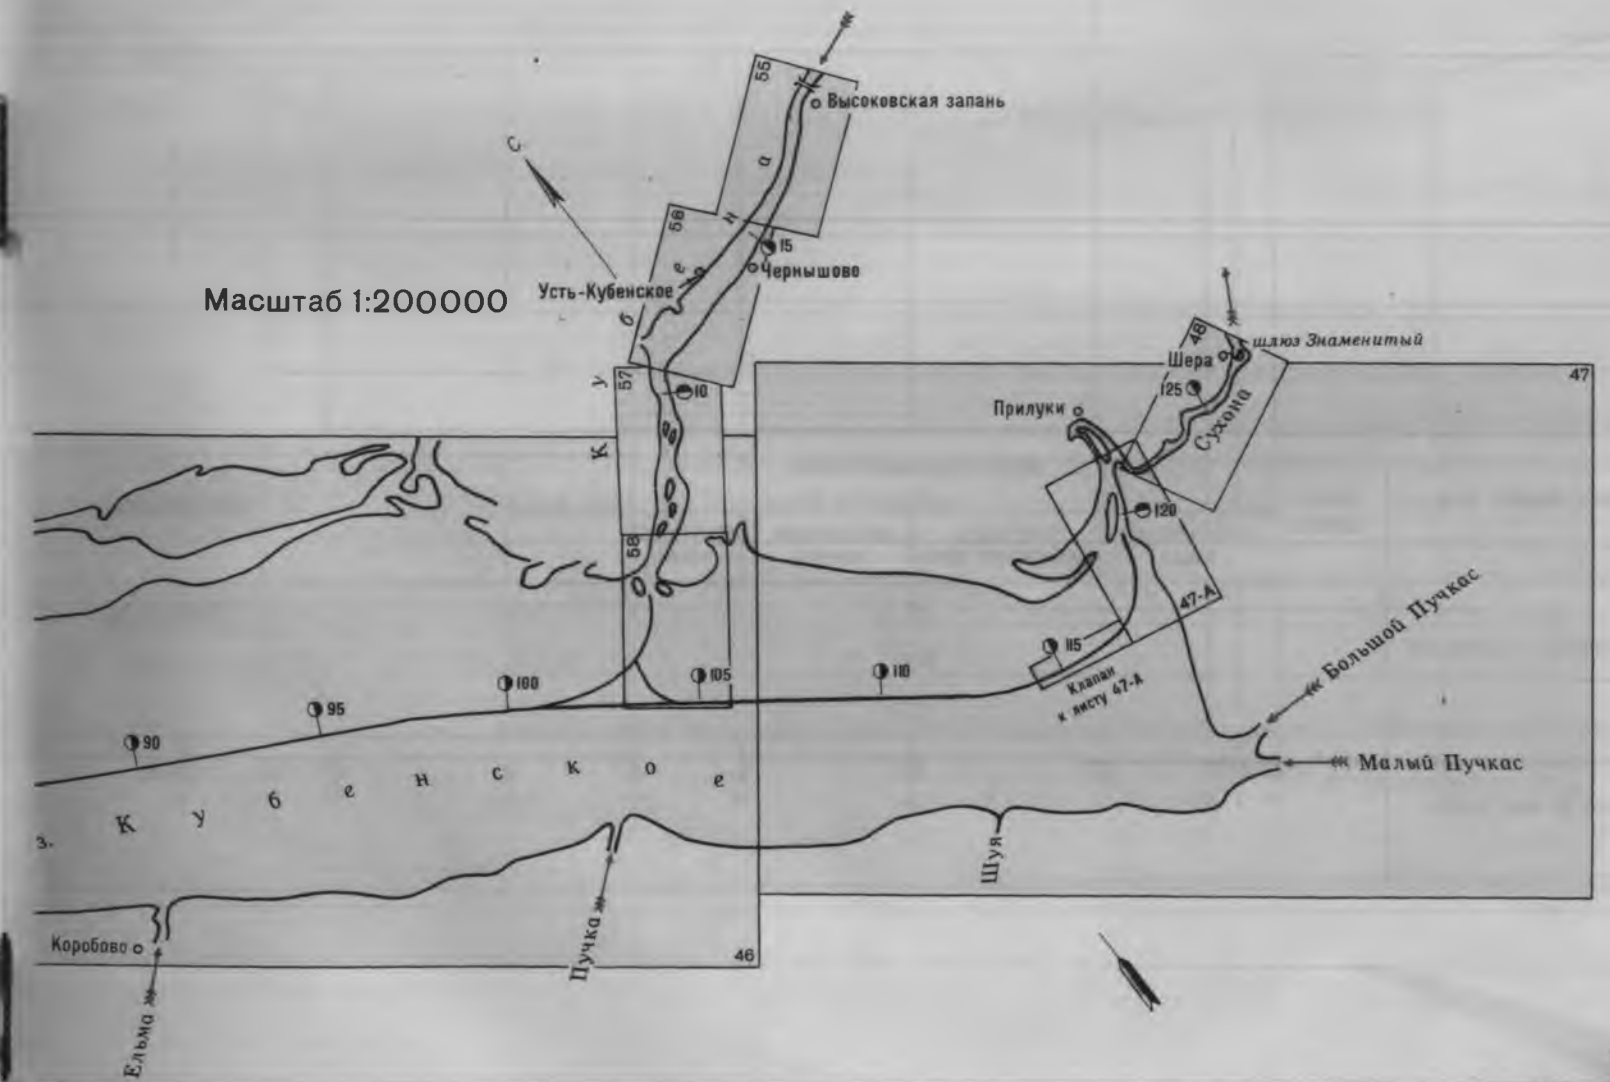 55
Высоковская запань
С
56
15
Чернышово
Усть-Кубенское
Масштаб 1:200000
Кубена
57
10
48
шлюз Знаменитый
Шера
125
Сухона
47
Прилуки
120
58
47-А
Большой Пучкас
115
Клапан
к листу 47-А
105
110
100
95
90
Малый Пучкас
з. Кубенское
Шуя
Коробово
Пучка
46
Ельма